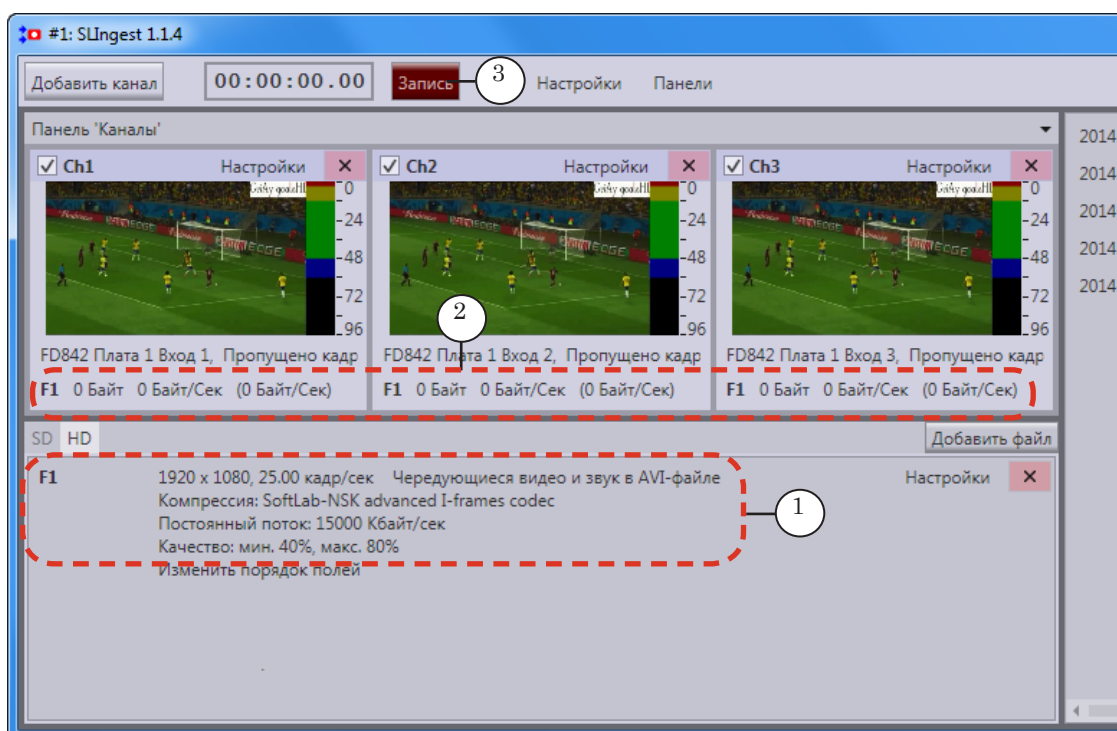 #1: SLIngest 1.1.4
Добавить канал 00:00:00.00 Запись 3 Настройки Панели
Панель 'Каналы'
Ch1 Настройки
Ch2 Настройки
Ch3 Настройки
0
-24
-48
-72
-96
0
-24
-48
-72
-96
0
-24
-48
-72
-96
2
FD842 Плата 1 Вход 1, Пропущено кадр
F1 0 Байт 0 Байт/Сек (0 Байт/Сек)
FD842 Плата 1 Вход 2, Пропущено кадр
F1 0 Байт 0 Байт/Сек (0 Байт/Сек)
FD842 Плата 1 Вход 3, Пропущено кадр
F1 0 Байт 0 Байт/Сек (0 Байт/Сек)
2014
2014
2014
2014
2014
SD HD Добавить файл
F1 1920 x 1080, 25.00 кадр/сек Чередующиеся видео и звук в AVI-файле Настройки
Компрессия: SoftLab-NSK advanced I-frames codec
Постоянный поток: 15000 Кбайт/сек
Качество: мин. 40%, макс. 80%
Изменить порядок полей
1